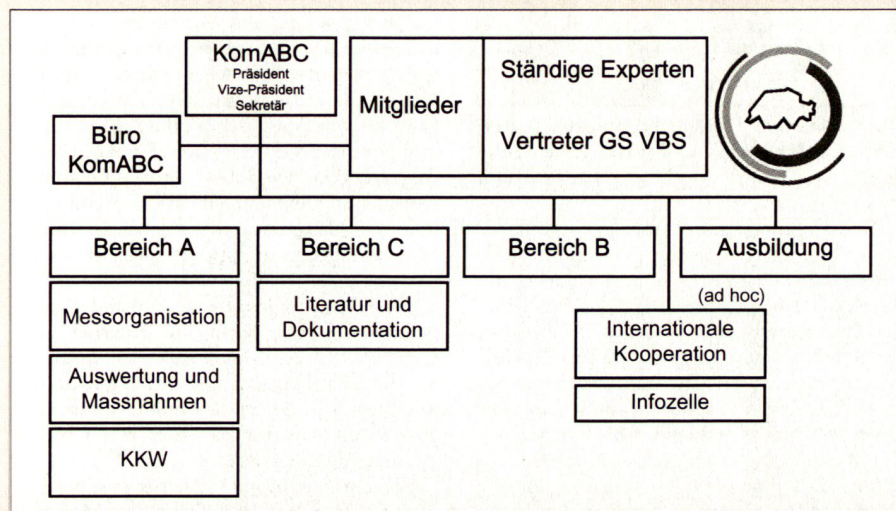 KomABC
Präsident
Vize-Präsident
Sekretär
Mitglieder
Ständige Experten
Vertreter GS VBS
Büro
KomABC
Bereich A
Bereich C
Bereich B
Ausbildung
Messorganisation
Literatur und
Dokumentation
(ad hoc)
Internationale
Kooperation
Auswertung und
Massnahmen
Infozelle
KKW